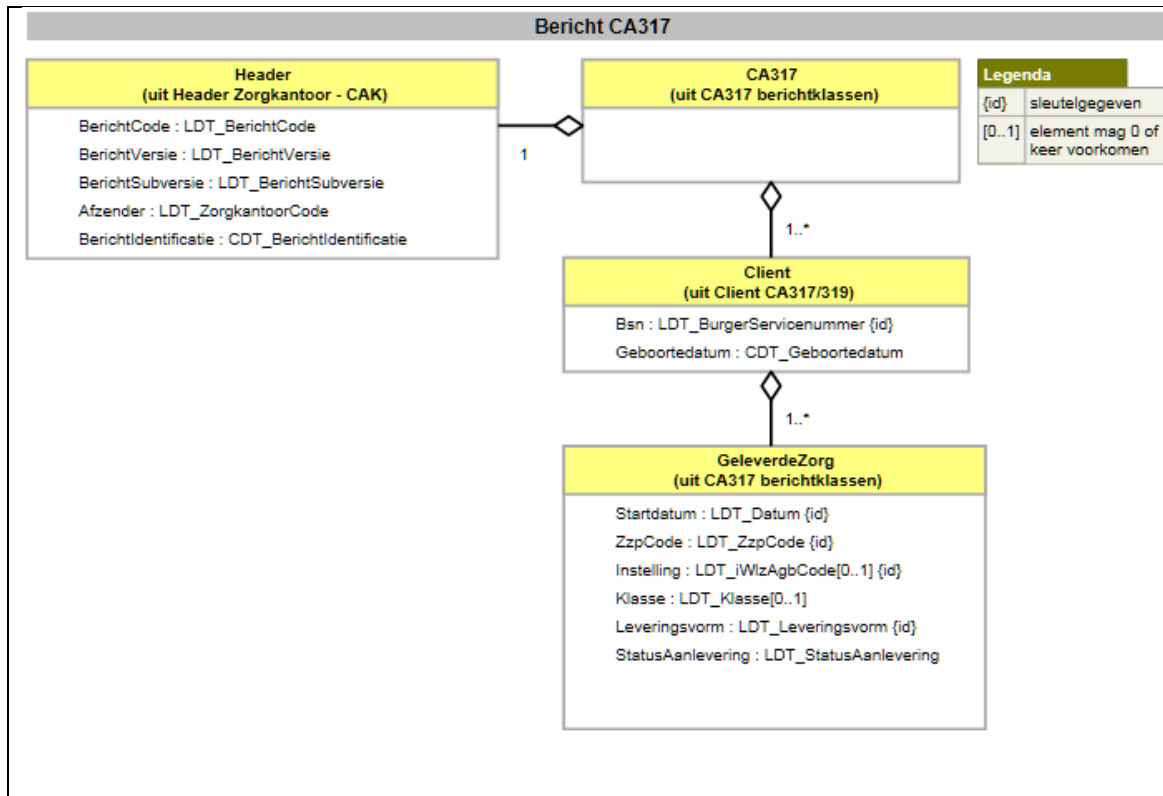 Bericht CA317
Header
(uit Header Zorgkantoor - CAK)
BerichtCode : LDT_BerichtCode
BerichtVersie : LDT_BerichtVersie
BerichtSubversie : LDT_BerichtSubversie
Afzender : LDT_ZorgkantoorCode
BerichtIdentificatie : CDT_BerichtIdentificatie
1
CA317
(uit CA317 berichtklassen)
Legenda
{id} sleutelgegeven
[0..1] element mag 0 of
keer voorkomen
1..*
Client
(uit Client CA317/319)
Bsn : LDT_BurgerServicenummer {id}
Geboortedatum : CDT_Geboortedatum
1..*
GeleverdeZorg
(uit CA317 berichtklassen)
Startdatum : LDT_Datum {id}
ZzpCode : LDT_ZzpCode {id}
Instelling : LDT_iWlzAgbCode[0..1] {id}
Klasse : LDT_Klasse[0..1]
Leveringsvorm : LDT_Leveringsvorm {id}
StatusAanlevering : LDT_StatusAanlevering